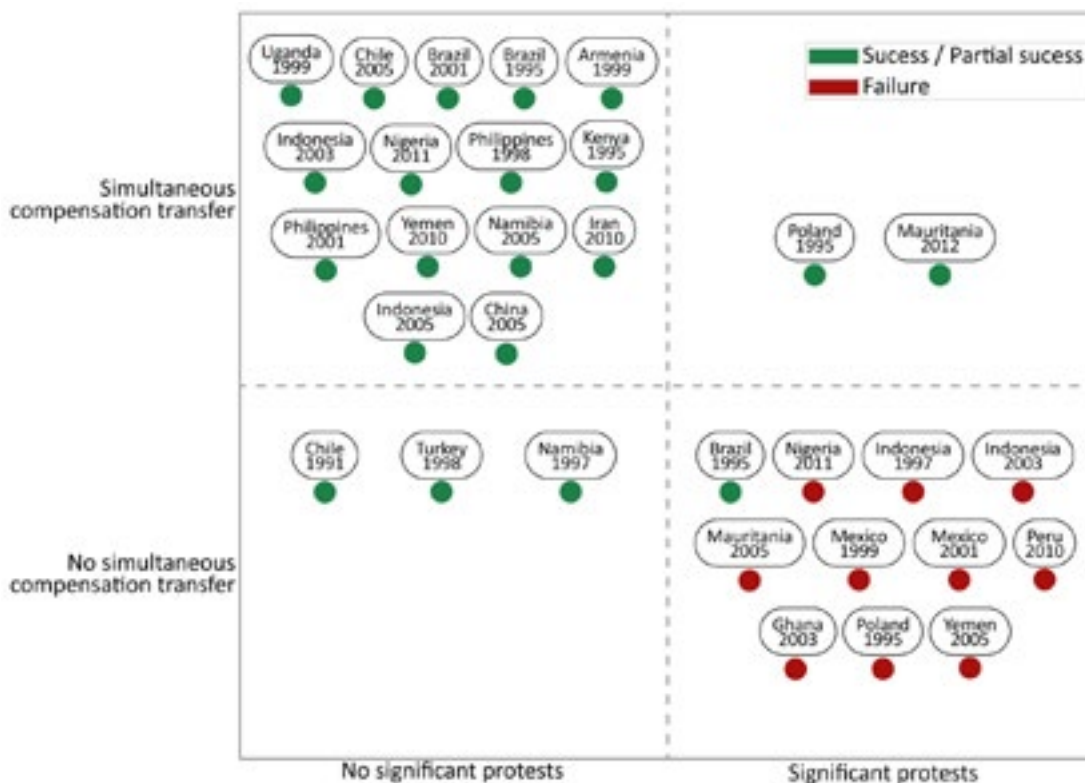 Uganda
1999
Chile
2005
Brazil
2001
Brazil
1995
Armenia
1999
Sucess / Partial sucess
Failure
Indonesia
2003
Nigeria
2011
Philippines
1998
Kenya
1995
Simultaneous
compensation transfer
Philippines
2001
Yemen
2010
Namibia
2005
Iran
2010
Poland
1995
Mauritania
2012
Indonesia
2005
China
2005
Chile
1991
Turkey
1998
Namibia
1997
Brazil
1995
Nigeria
2011
Indonesia
1997
Indonesia
2003
No simultaneous
compensation transfer
Mauritania
2005
Mexico
1999
Mexico
2001
Peru
2010
Ghana
2003
Poland
1995
Yemen
2005
No significant protests
Significant protests